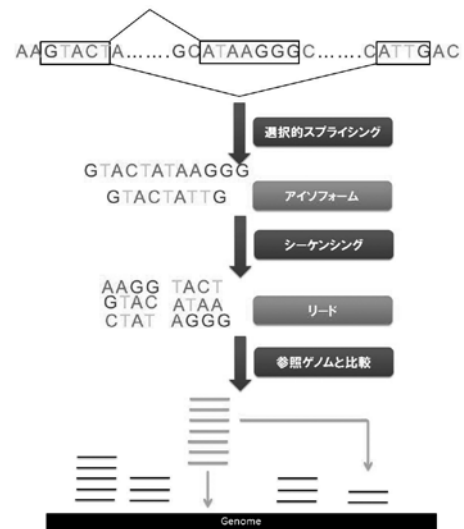 AAGTACTA.......GCATAAGGGC.......CATTGAC
選択的スプライシング
GTACTATAAGGG
GTACTATTG
アイソフォーム
シーケンシング
AAGG TACT
GTAC ATAA
CTAT AGGG
リード
参照ゲノムと比較
Genome